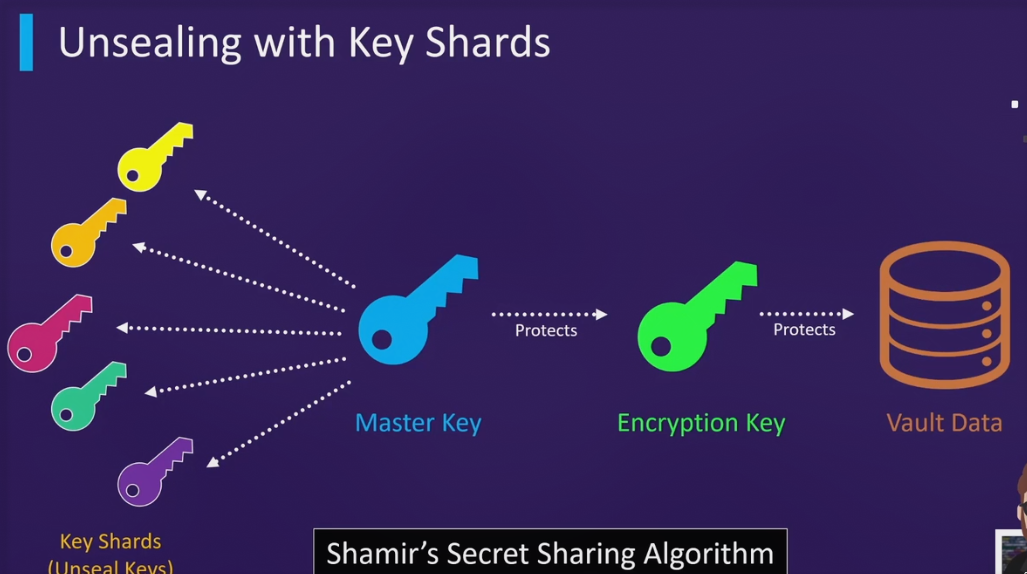 Unsealing with Key Shards
Protects
Protects
Master Key
Encryption Key
Vault Data
Key Shards
(Unseal Keys)
Shamir's Secret Sharing Algorithm